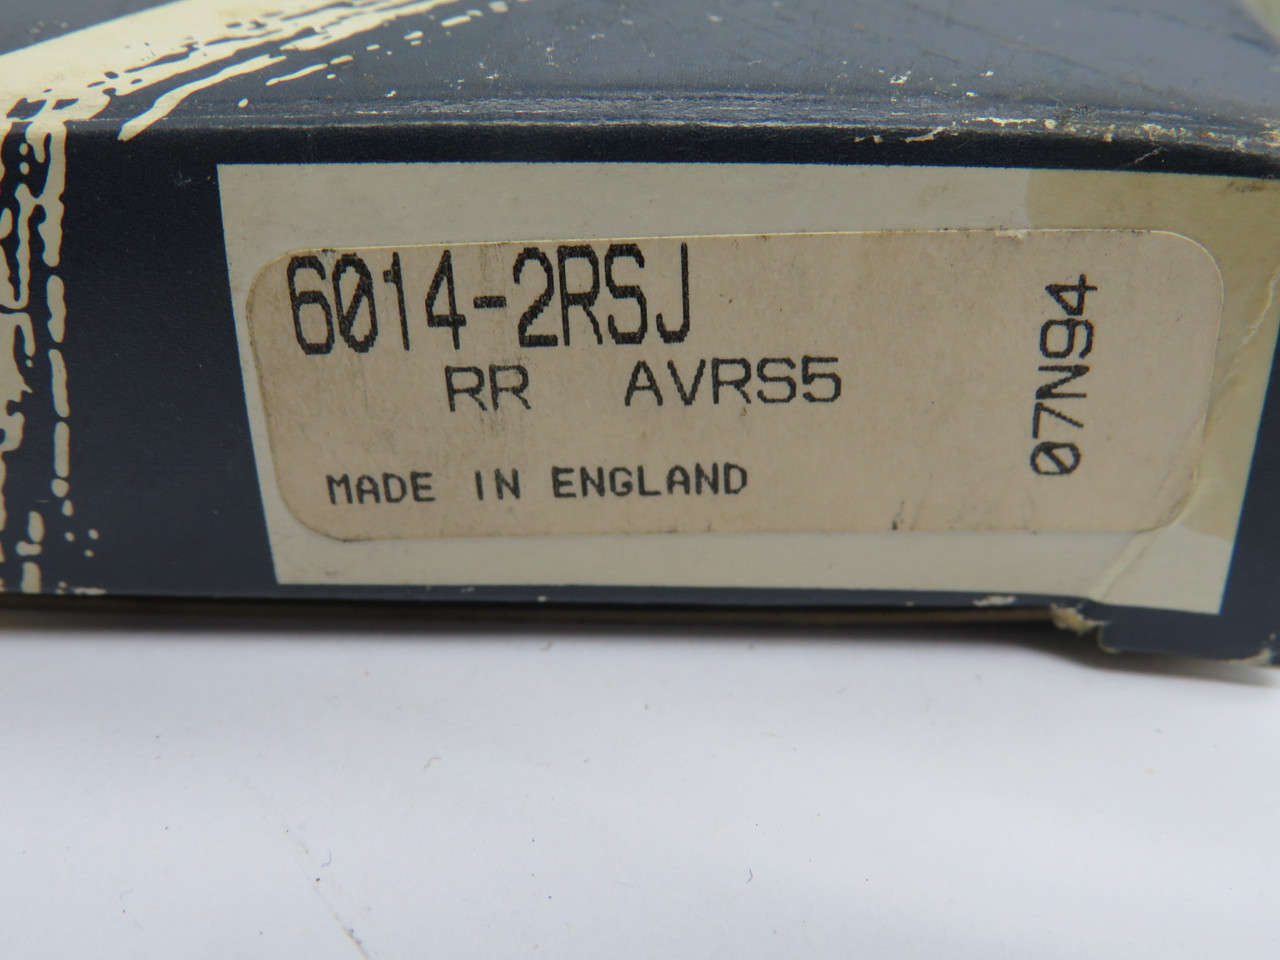 6014-2RSJ
RR AVRS5
MADE IN ENGLAND
07N94